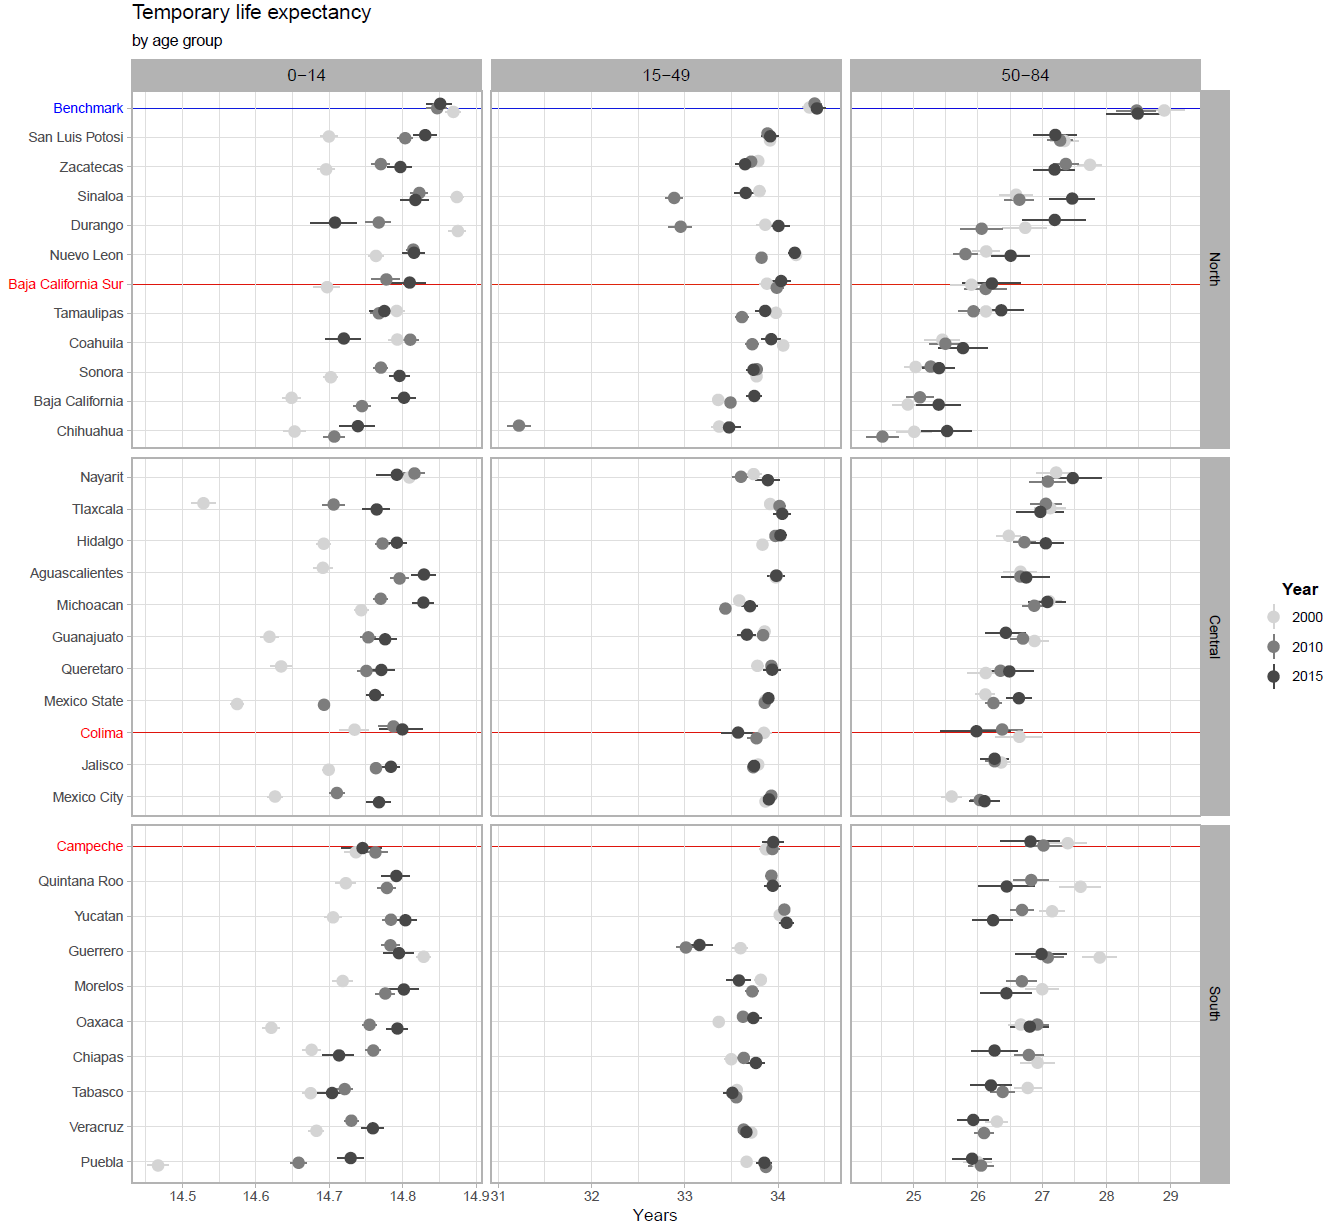 Temporary life expectancy
by age group
0−14
15−49
50−84
Benchmark
San Luis Potosi
Zacatecas
Sinaloa
Durango
Nuevo Leon
Baja California Sur
Tamaulipas
Coahuila
Sonora
Baja California
Chihuahua
North
Nayarit
Tlaxcala
Hidalgo
Aguascalientes
Michoacan
Guanajuato
Queretaro
Mexico State
Colima
Jalisco
Mexico City
Central
Campeche
Quintana Roo
Yucatan
Guerrero
Morelos
Oaxaca
Chiapas
Tabasco
Veracruz
Puebla
South
14.5 14.6 14.7 14.8 14.9
31 32 33 34
25 26 27 28 29
Years
Year
2000
2010
2015